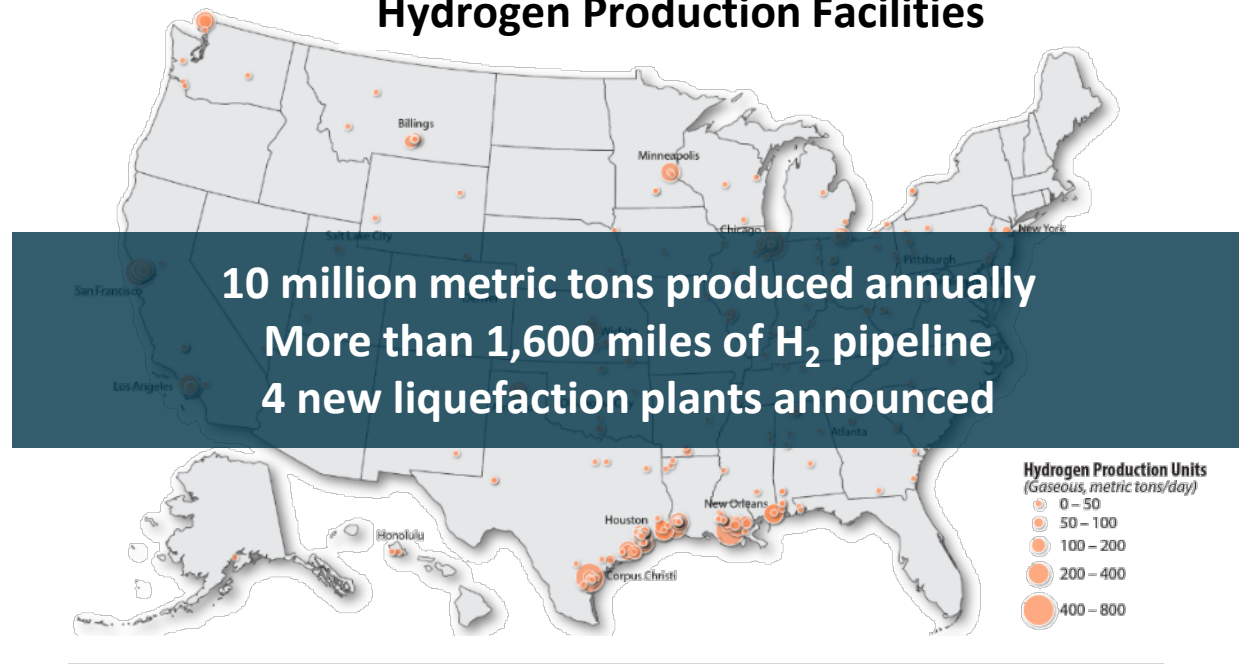 Hydrogen Production Facilities
Billings
Minneapolis
Chicago
New York
Salt Lake City
Pittsburgh
San Francisco
10 million metric tons produced annually
More than 1,600 miles of H₂ pipeline
Wichita
Los Angeles
4 new liquefaction plants announced
Atlanta
Hydrogen Production Units
(Gaseous, metric tons/day)
New Orleans
0 – 50
Houston
50 – 100
Honolulu
100 – 200
Corpus Christi
200 – 400
400 – 800